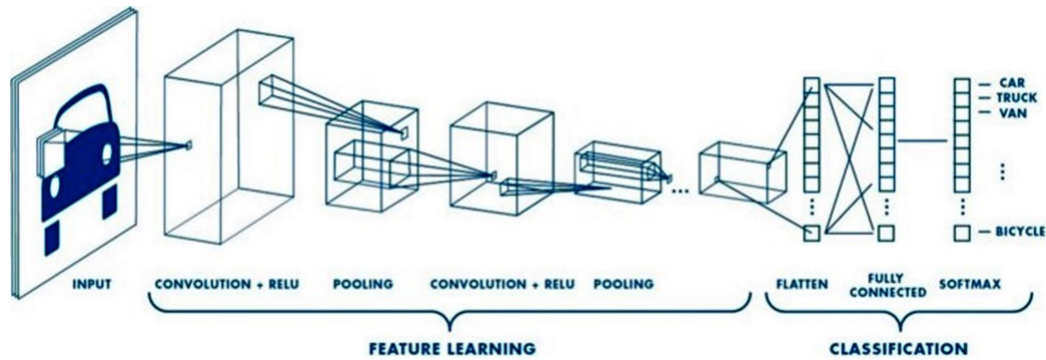 CAR
TRUCK
VAN
BICYCLE
INPUT
CONVOLUTION + RELU
POOLING
CONVOLUTION + RELU
POOLING
FLATTEN
FULLY
CONNECTED
SOFTMAX
FEATURE LEARNING
CLASSIFICATION